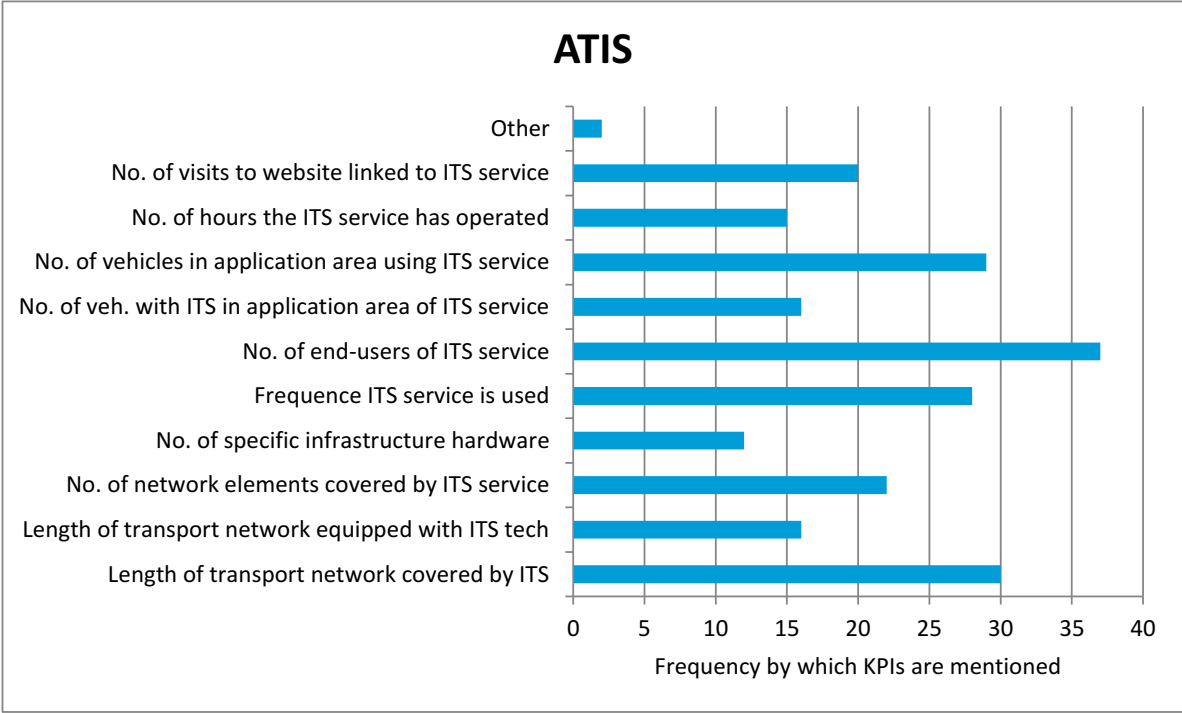 ATIS
Other
No. of visits to website linked to ITS service
No. of hours the ITS service has operated
No. of vehicles in application area using ITS service
No. of veh. with ITS in application area of ITS service
No. of end-users of ITS service
Frequence ITS service is used
No. of specific infrastructure hardware
No. of network elements covered by ITS service
Length of transport network equipped with ITS tech
Length of transport network covered by ITS
0 5 10 15 20 25 30 35 40
Frequency by which KPIs are mentioned